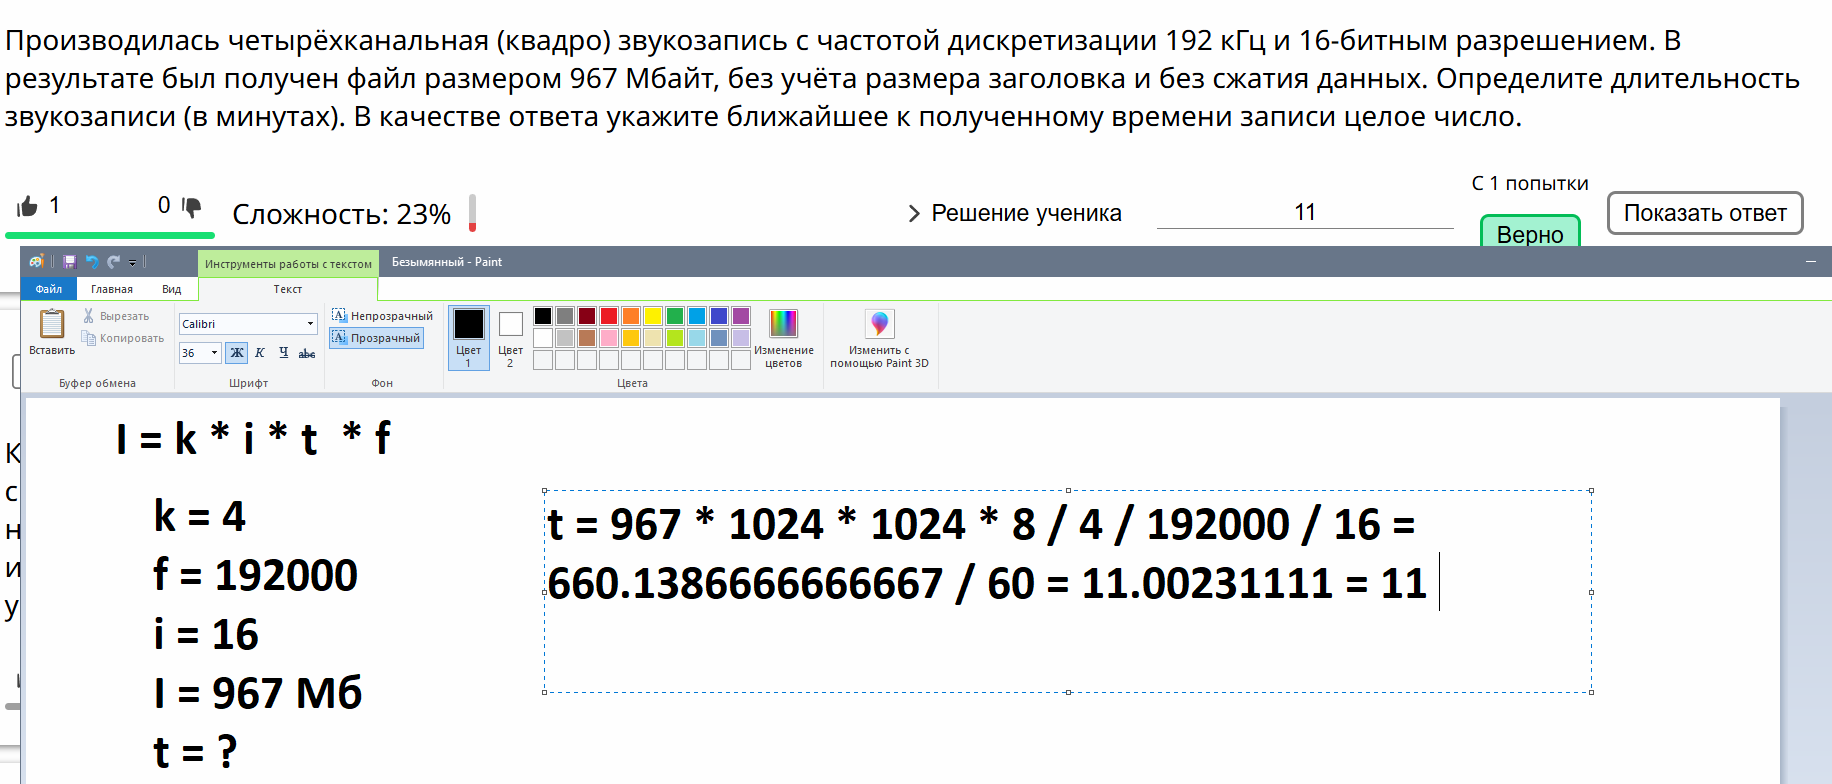 Производилась четырёхканальная (квадро) звукозапись с частотой дискретизации 192 кГц и 16-битным разрешением. В
результате был получен файл размером 967 Мбайт, без учёта размера заголовка и без сжатия данных. Определите длительность
звукозаписи (в минутах). В качестве ответа укажите ближайшее к полученному времени записи целое число.
1 0 Сложность: 23% Решение ученика 11 С 1 попытки Верно Показать ответ
Инструменты работы с текстом Безымянный - Paint
Файл Главная Вид Текст
Вставить Вырезать Копировать
Буфер обмена
Calibri
36 Ж К Ч abc
Шрифт
Непрозрачный
Прозрачный
Фон
Цвет 1 Цвет 2
Изменение цветов
Цвета
Изменить с помощью Paint 3D
К
с
н
и
у
I = k * i * t * f
k = 4
f = 192000
i = 16
I = 967 Мб
t = ?
t = 967 * 1024 * 1024 * 8 / 4 / 192000 / 16 =
660.1386666666667 / 60 = 11.00231111 = 11